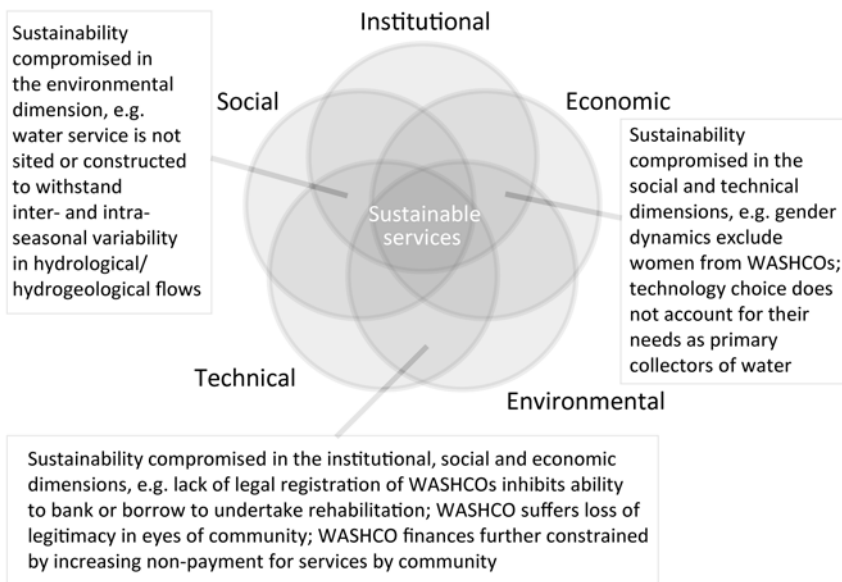 Institutional
Sustainability
compromised in
the environmental
dimension, e.g.
water service is not
sited or constructed
to withstand
inter- and intra-
seasonal variability
in hydrological/
hydrogeological flows
Social
Economic
Sustainability
compromised in the
social and technical
dimensions, e.g. gender
dynamics exclude
women from WASHCOs;
technology choice does
not account for their
needs as primary
collectors of water
Sustainable
services
Technical
Environmental
Sustainability compromised in the institutional, social and economic
dimensions, e.g. lack of legal registration of WASHCOs inhibits ability
to bank or borrow to undertake rehabilitation; WASHCO suffers loss of
legitimacy in eyes of community; WASHCO finances further constrained
by increasing non-payment for services by community